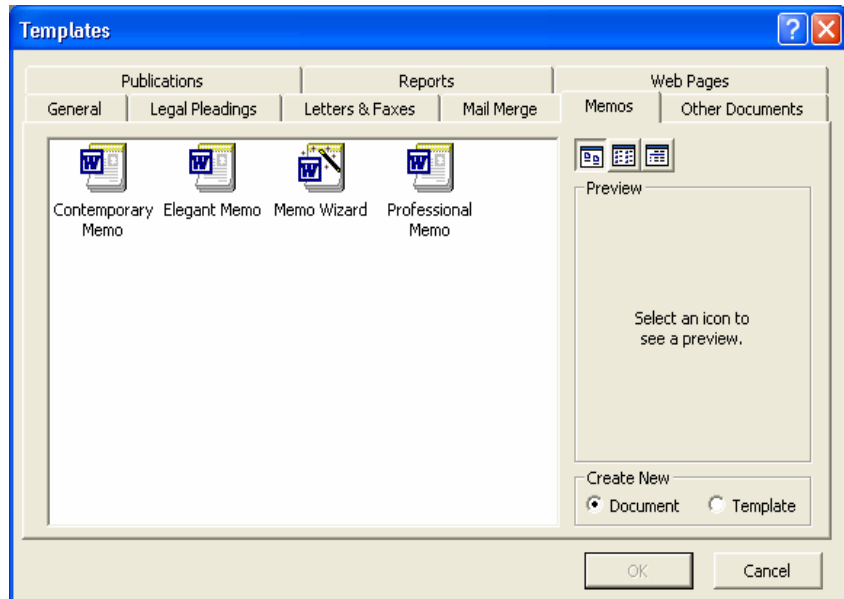 Templates
Publications Reports Web Pages
General Legal Pleadings Letters & Faxes Mail Merge Memos Other Documents
Contemporary Memo
Elegant Memo
Memo Wizard
Professional Memo
Preview
Select an icon to
see a preview.
Create New
Document Template
OK Cancel